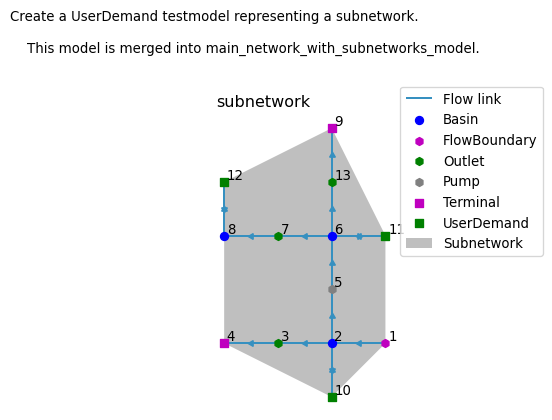 Create a UserDemand testmodel representing a subnetwork.
This model is merged into main_network_with_subnetworks_model.
subnetwork
9
Flow link
Basin
FlowBoundary
Outlet
Pump
Terminal
UserDemand
Subnetwork
12
13
8
7
6
11
5
4
3
2
1
10